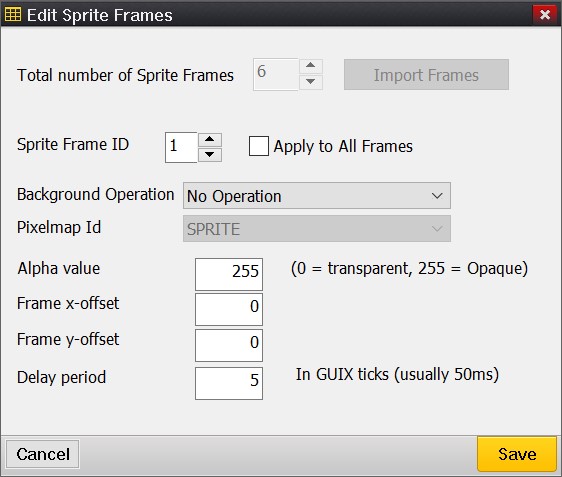 Edit Sprite Frames
Total number of Sprite Frames 6 Import Frames
Sprite Frame ID 1 Apply to All Frames
Background Operation No Operation
Pixelmap Id SPRITE
Alpha value 255 (0 = transparent, 255 = Opaque)
Frame x-offset 0
Frame y-offset 0
Delay period 5 In GUIX ticks (usually 50ms)
Cancel Save